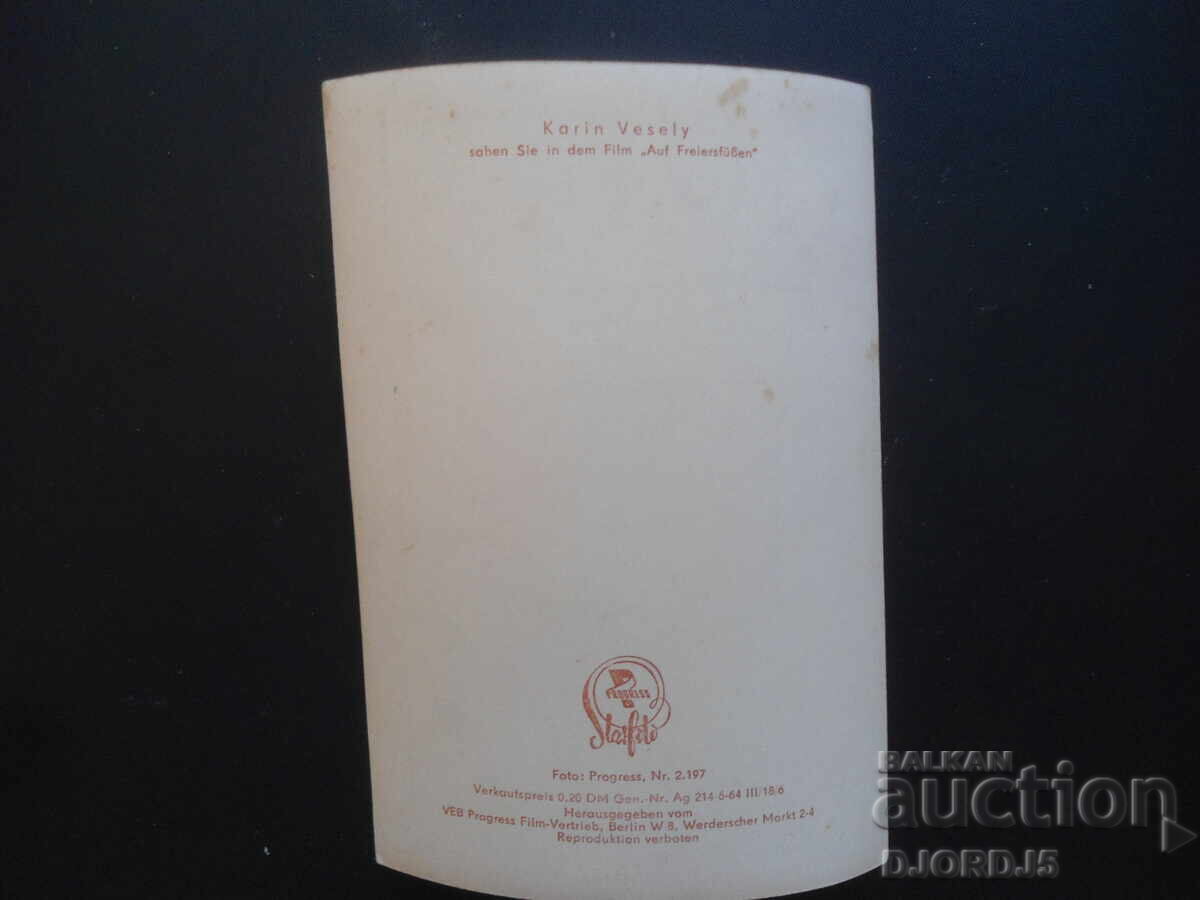 Karin Vesely
sahen Sie in dem Film „Auf Freiersfüßen"
PROGRESS
Starfoto
Foto: Progress, Nr. 2.197
Verkaufspreis 0,20 DM Gen.-Nr. Ag 214-5-64 III/18/6
Herausgegeben vom
VEB Progress Film-Vertrieb, Berlin W 8, Werderscher Markt 2-4
Reproduktion verboten
BALKAN
auction
DJORDJ5